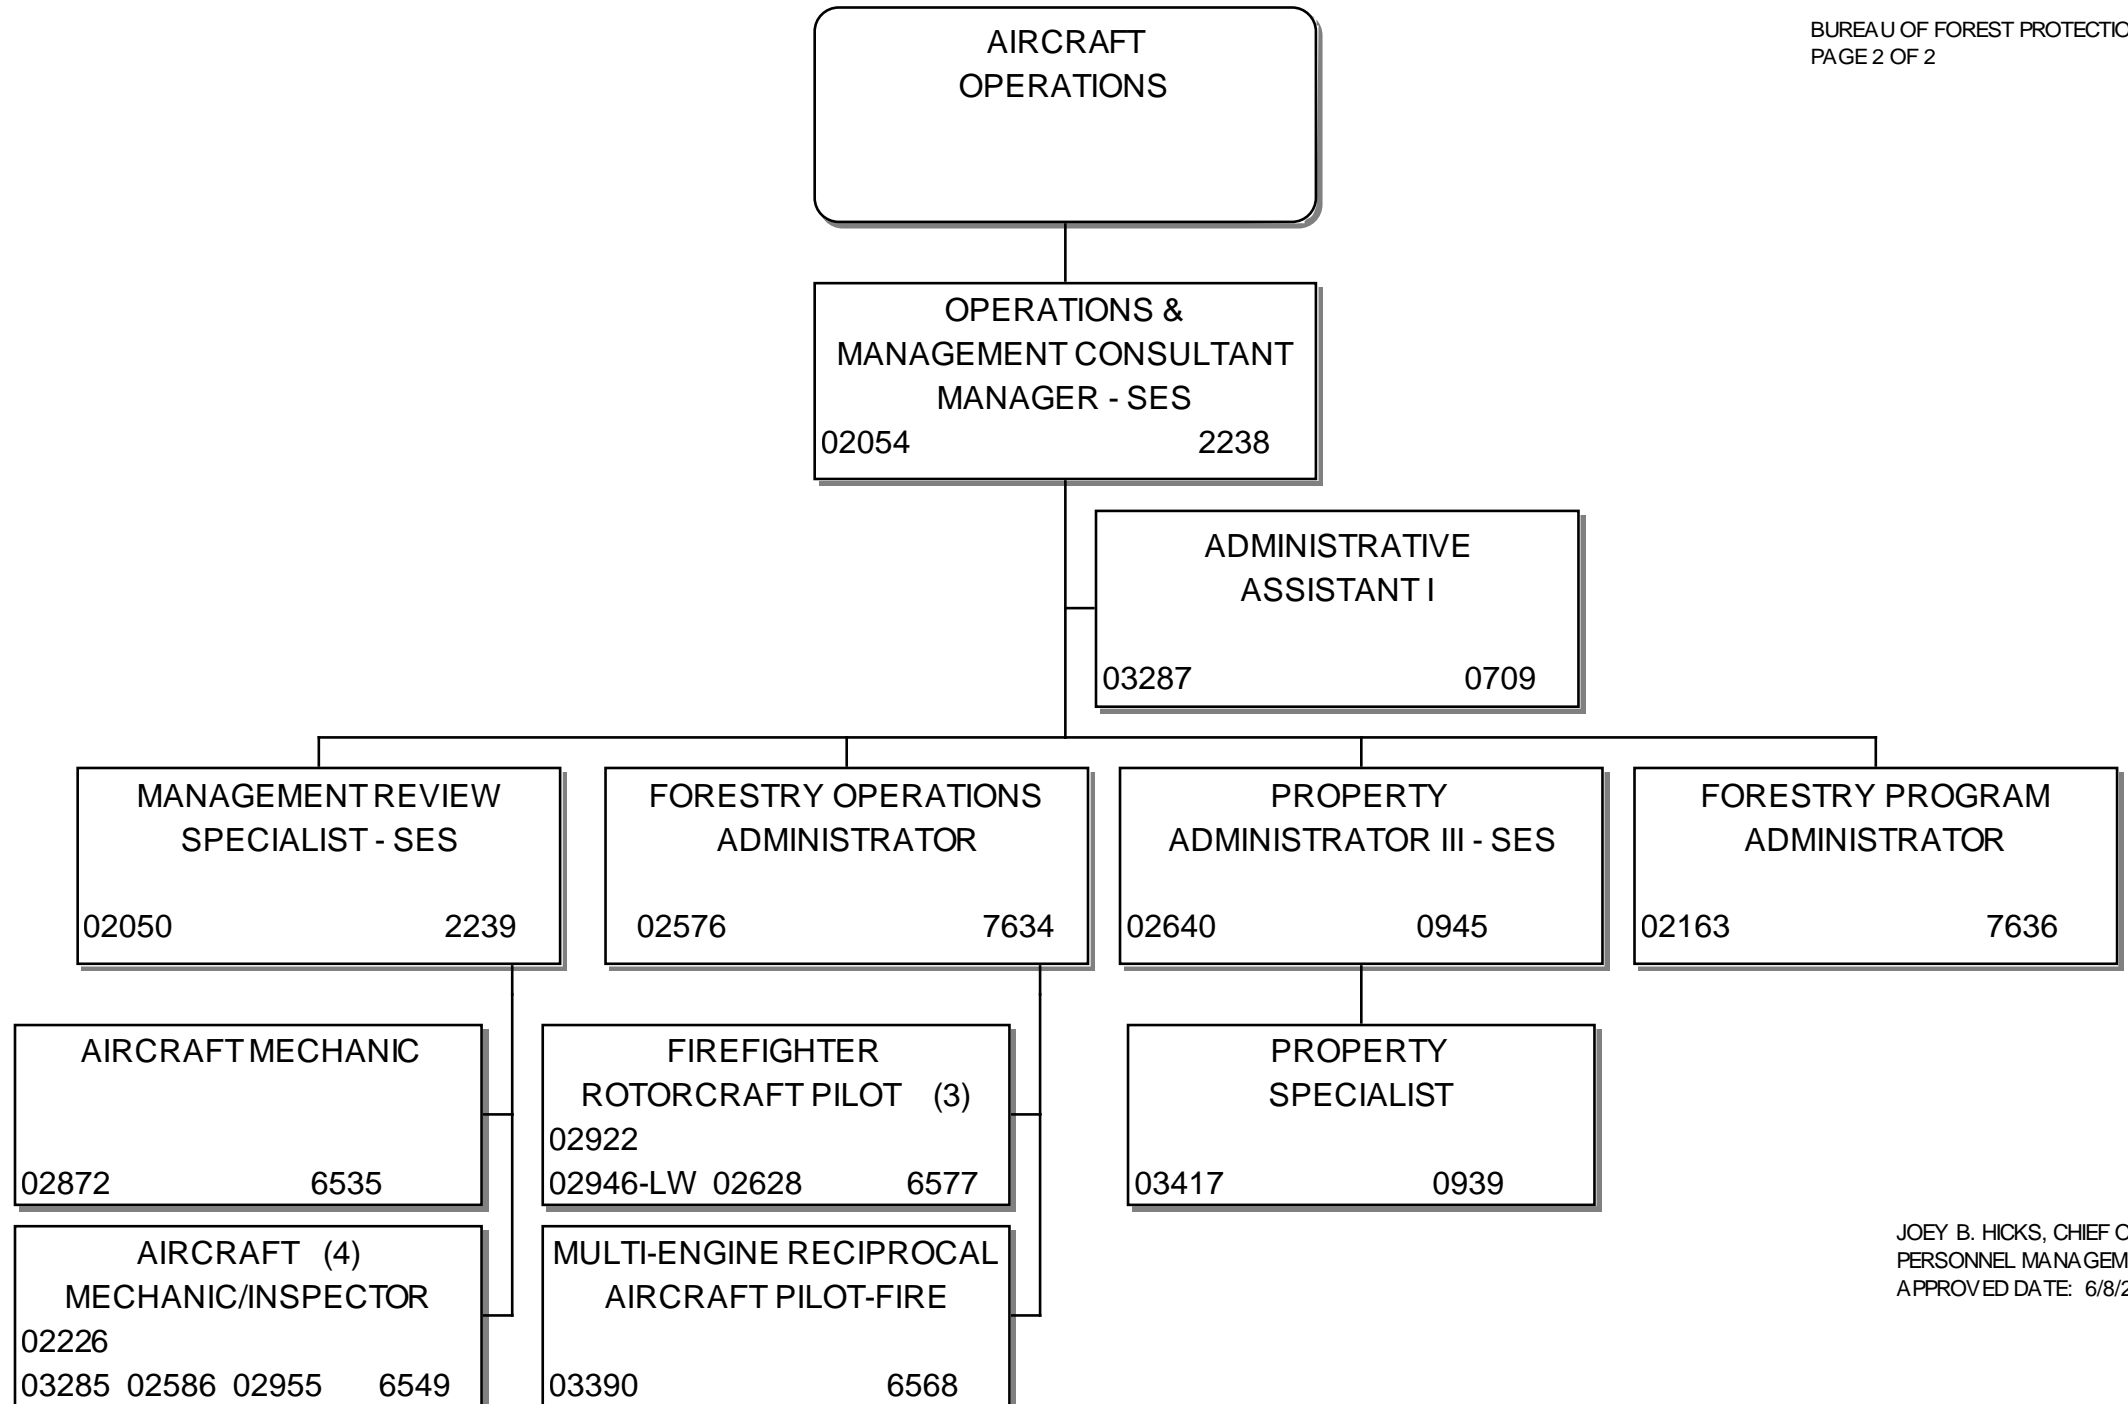 AIRCRAFT
OPERATIONS
BUREAU OF FOREST PROTECTIO
PAGE 2 OF 2
OPERATIONS &
MANAGEMENT CONSULTANT
MANAGER - SES
02054 2238
ADMINISTRATIVE
ASSISTANT I
03287 0709
MANAGEMENT REVIEW
SPECIALIST - SES
02050 2239
FORESTRY OPERATIONS
ADMINISTRATOR
02576 7634
PROPERTY
ADMINISTRATOR III - SES
02640 0945
FORESTRY PROGRAM
ADMINISTRATOR
02163 7636
AIRCRAFT MECHANIC
02872 6535
FIREFIGHTER
ROTORCRAFT PILOT (3)
02922
02946-LW 02628 6577
PROPERTY
SPECIALIST
03417 0939
AIRCRAFT (4)
MECHANIC/INSPECTOR
02226
03285 02586 02955 6549
MULTI-ENGINE RECIPROCAL
AIRCRAFT PILOT-FIRE
03390 6568
JOEY B. HICKS, CHIEF O
PERSONNEL MANAGEM
APPROVED DATE: 6/8/2